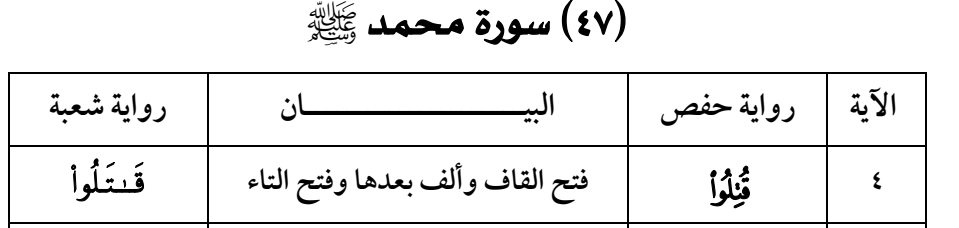 (٤٧) سورة محمد ﷺ
الآية رواية حفص البيـــــــــــــــان رواية شعبة
٤ قُتِلُوا۟ فتح القاف وألف بعدها وفتح التاء قَـٰتَلُوا۟